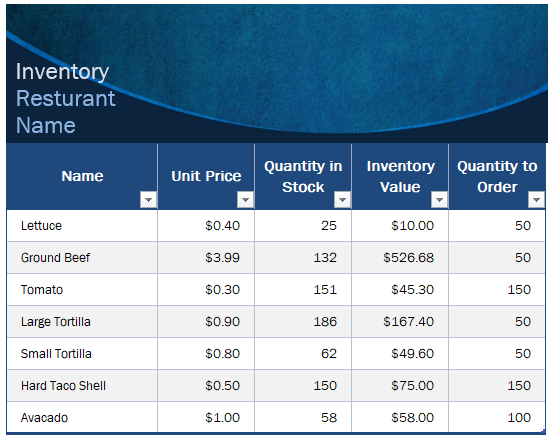 Inventory
Resturant
Name
Name Unit Price Quantity in Stock Inventory Value Quantity to Order
Lettuce $0.40 25 $10.00 50
Ground Beef $3.99 132 $526.68 50
Tomato $0.30 151 $45.30 150
Large Tortilla $0.90 186 $167.40 50
Small Tortilla $0.80 62 $49.60 50
Hard Taco Shell $0.50 150 $75.00 150
Avacado $1.00 58 $58.00 100